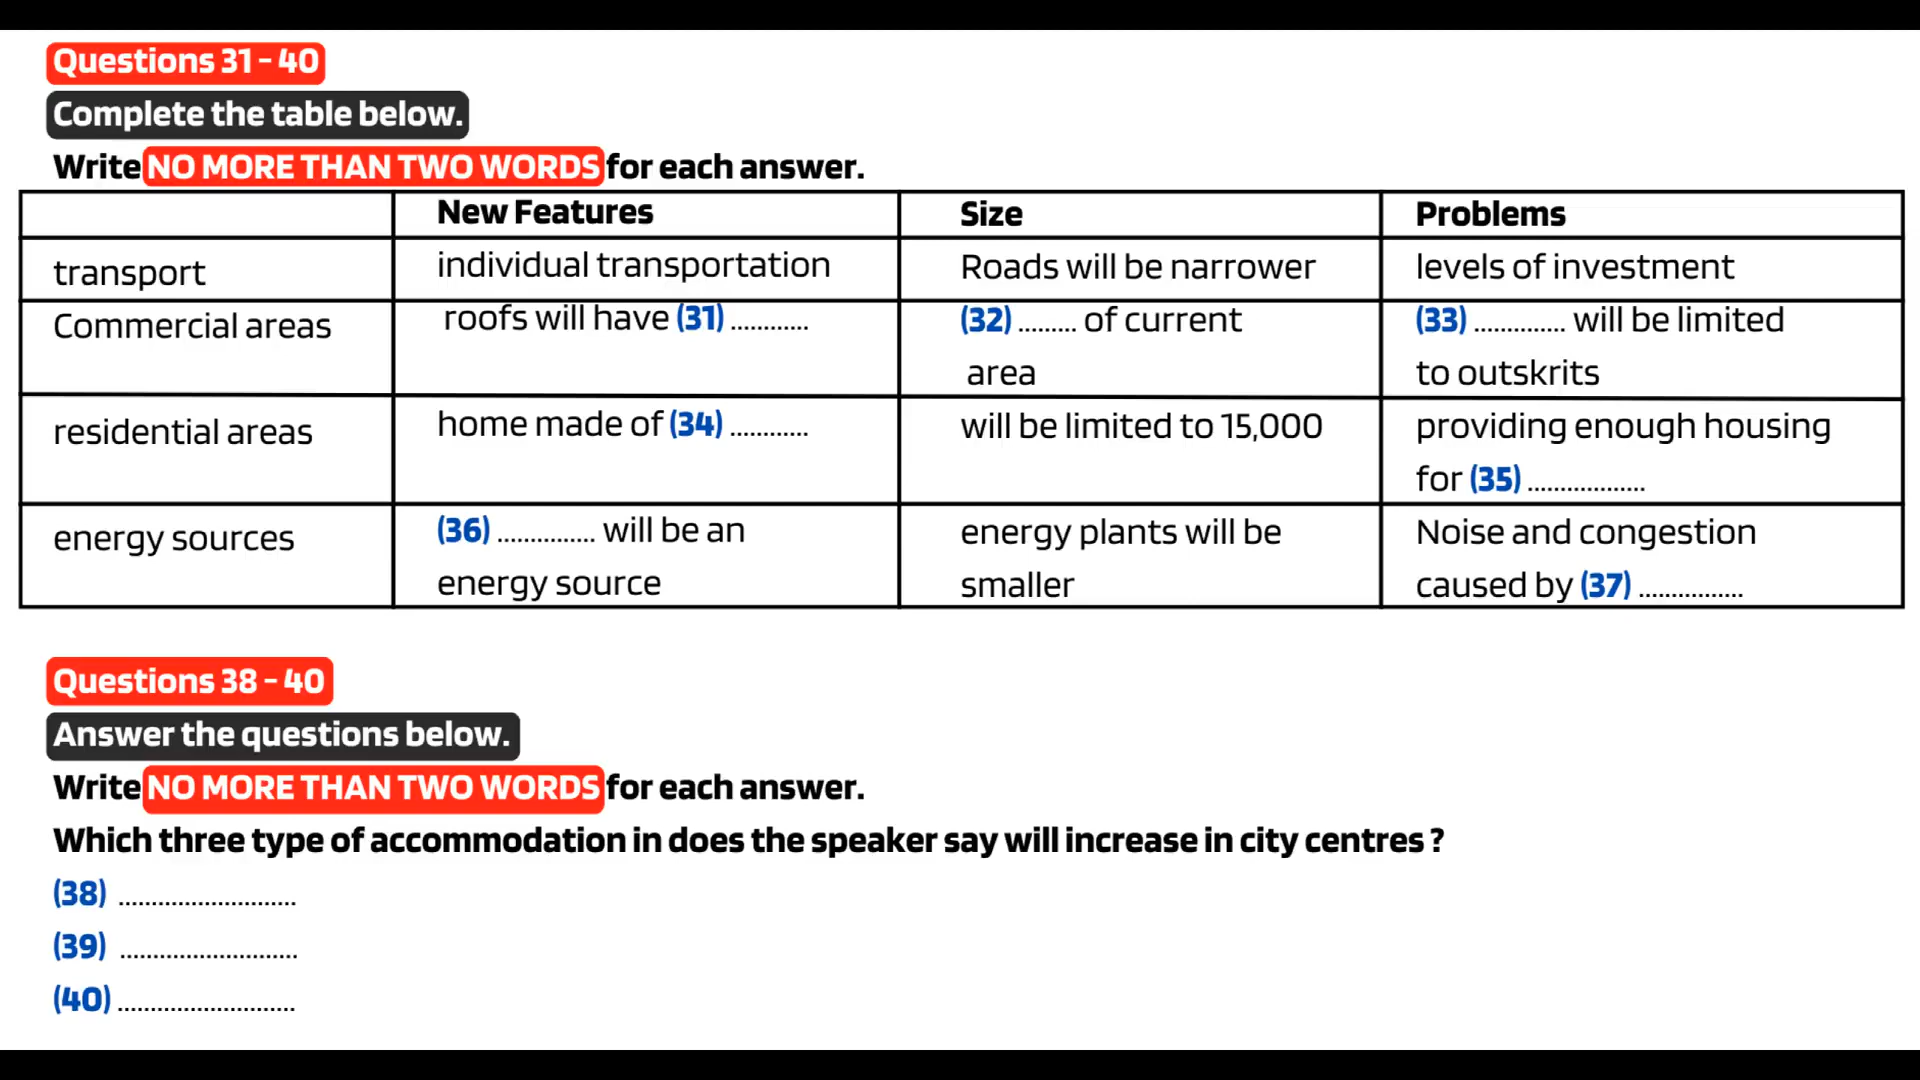 Questions 31 - 40
Complete the table below.
Write NO MORE THAN TWO WORDS for each answer.
New Features Size Problems
transport individual transportation Roads will be narrower levels of investment
Commercial areas roofs will have (31) ............ (32) ......... of current (33) .............. will be limited
area to outskrits
residential areas home made of (34) ............ will be limited to 15,000 providing enough housing
for (35) ..................
energy sources (36) ............... will be an energy plants will be Noise and congestion
energy source smaller caused by (37) ................
Questions 38 - 40
Answer the questions below.
Write NO MORE THAN TWO WORDS for each answer.
Which three type of accommodation in does the speaker say will increase in city centres ?
(38) ...........................
(39) ...........................
(40) ...........................